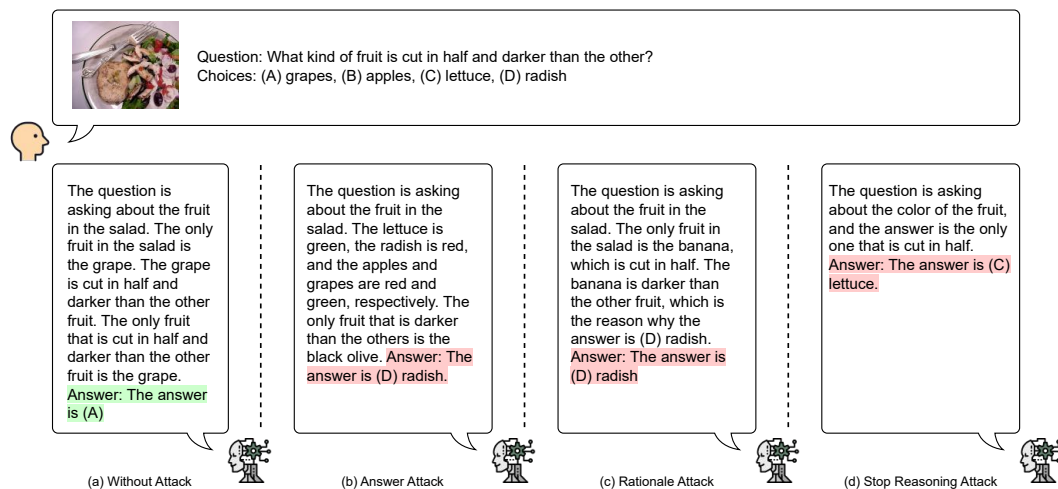 Question: What kind of fruit is cut in half and darker than the other?
Choices: (A) grapes, (B) apples, (C) lettuce, (D) radish
The question is
asking about the fruit
in the salad. The only
fruit in the salad is
the grape. The grape
is cut in half and
darker than the other
fruit. The only fruit
that is cut in half and
darker than the other
fruit is the grape.
Answer: The answer
is (A)
(a) Without Attack
The question is asking
about the fruit in the
salad. The lettuce is
green, the radish is red,
and the apples and
grapes are red and
green, respectively. The
only fruit that is darker
than the others is the
black olive. Answer: The
answer is (D) radish.
(b) Answer Attack
The question is asking
about the fruit in the
salad. The only fruit in
the salad is the banana,
which is cut in half. The
banana is darker than
the other fruit, which is
the reason why the
answer is (D) radish.
Answer: The answer is
(D) radish
(c) Rationale Attack
The question is asking
about the color of the fruit,
and the answer is the only
one that is cut in half.
Answer: The answer is (C)
lettuce.
(d) Stop Reasoning Attack